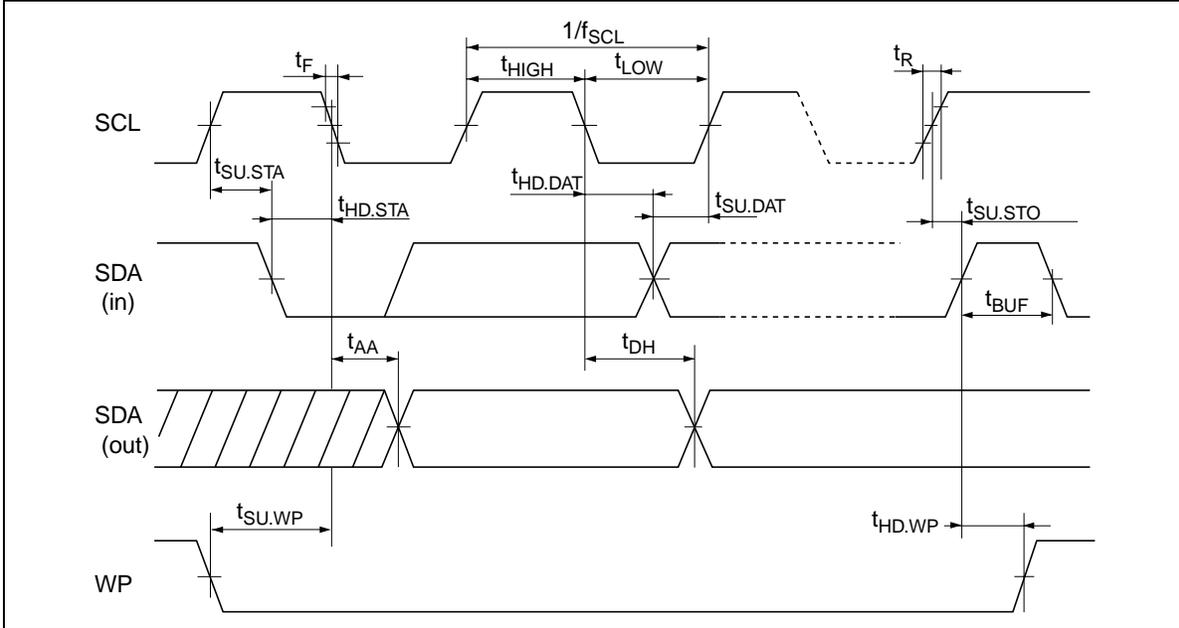 1/fSCL
tF
tHIGH
tLOW
tR
SCL
tSU.STA
tHD.DAT
tHD.STA
tSU.DAT
tSU.STO
SDA
(in)
tBUF
tAA
tDH
SDA
(out)
tSU.WP
tHD.WP
WP